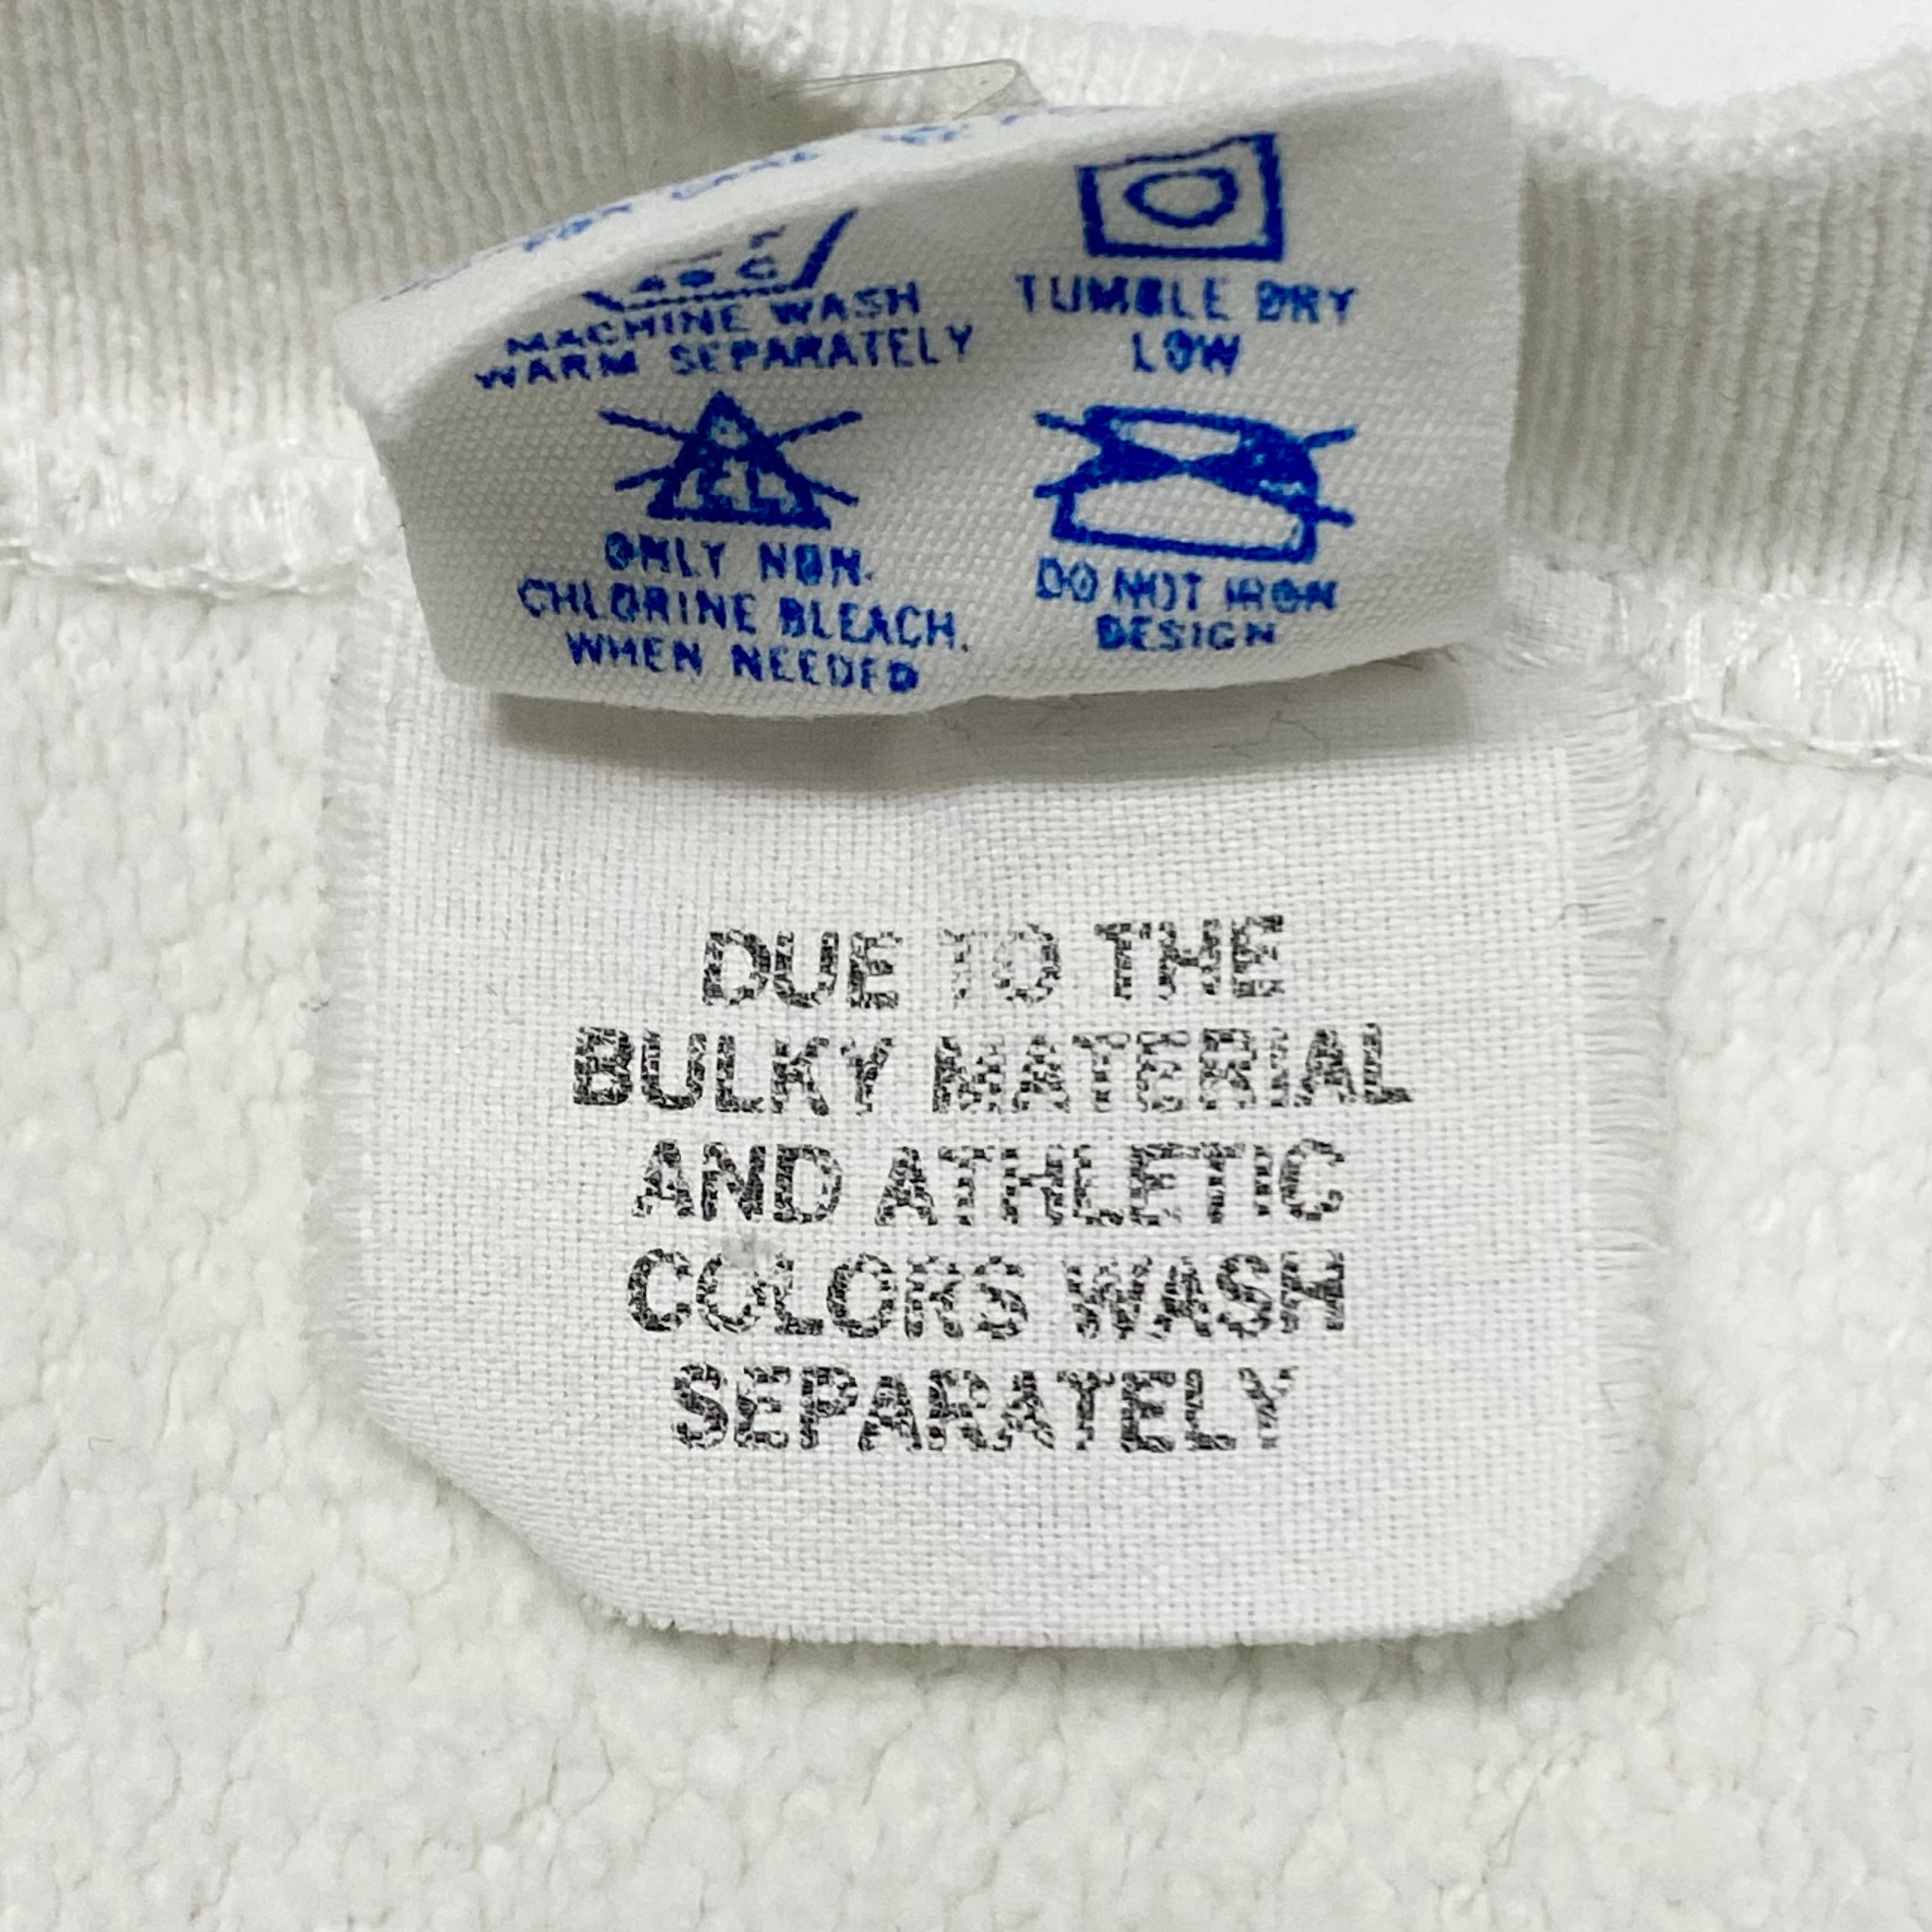 MACHINE WASH
WARM SEPARATELY
TUMBLE DRY
LOW
CL
ONLY NON-
CHLORINE BLEACH.
WHEN NEEDED
DO NOT IRON
DESIGN
DUE TO THE
BULKY MATERIAL
AND ATHLETIC
COLORS WASH
SEPARATELY